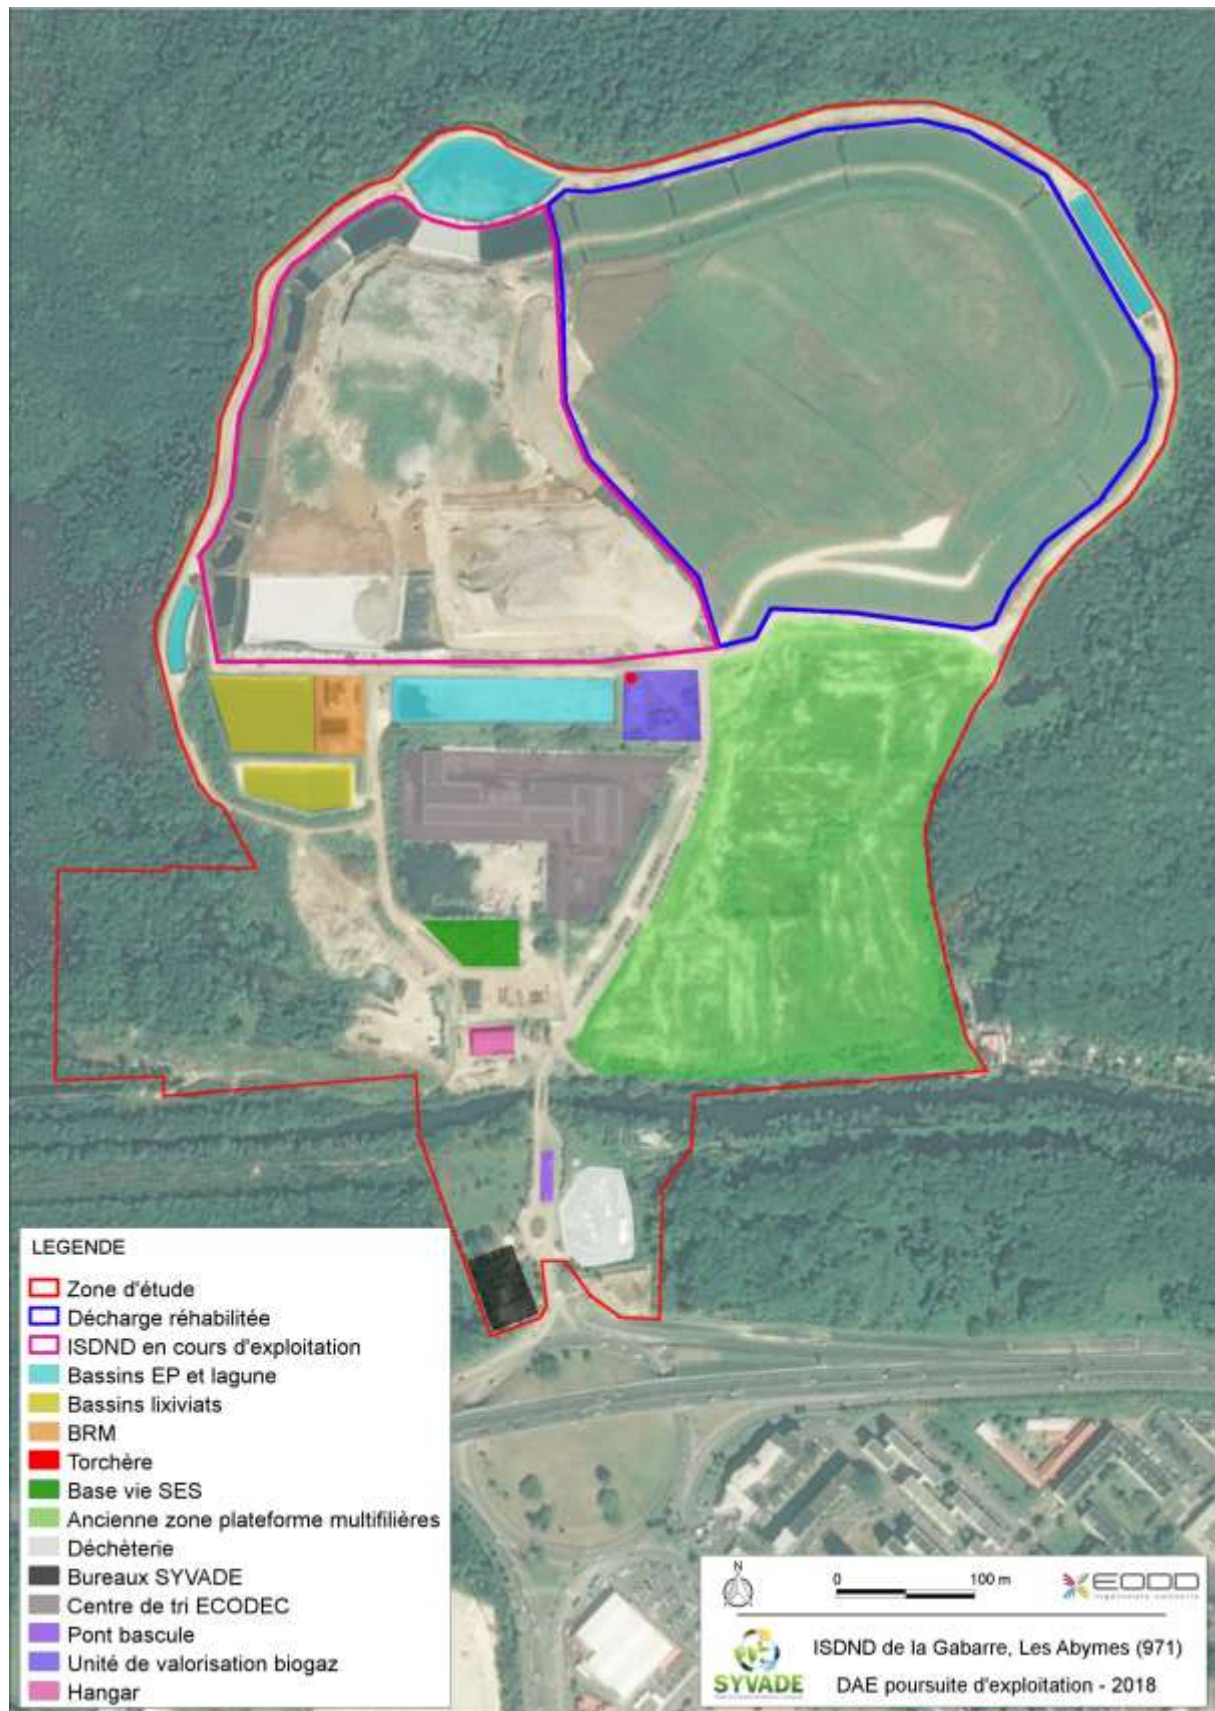 LEGENDE
Zone d'étude
Décharge réhabilitée
ISDND en cours d'exploitation
Bassins EP et lagune
Bassins lixiviats
BRM
Torchère
Base vie SES
Ancienne zone plateforme multifilières
Déchèterie
Bureaux SYVADE
Centre de tri ECODEC
Pont bascule
Unité de valorisation biogaz
Hangar
N
0 100 m
EODD
SYVADE
ISDND de la Gabarre, Les Abymes (971)
DAE poursuite d'exploitation - 2018